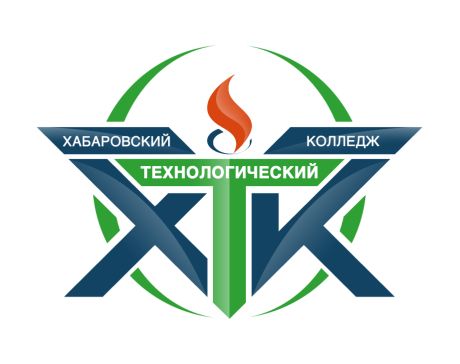 ХАБАРОВСКИЙ КОЛЛЕДЖ
ТЕХНОЛОГИЧЕСКИЙ
ХТК